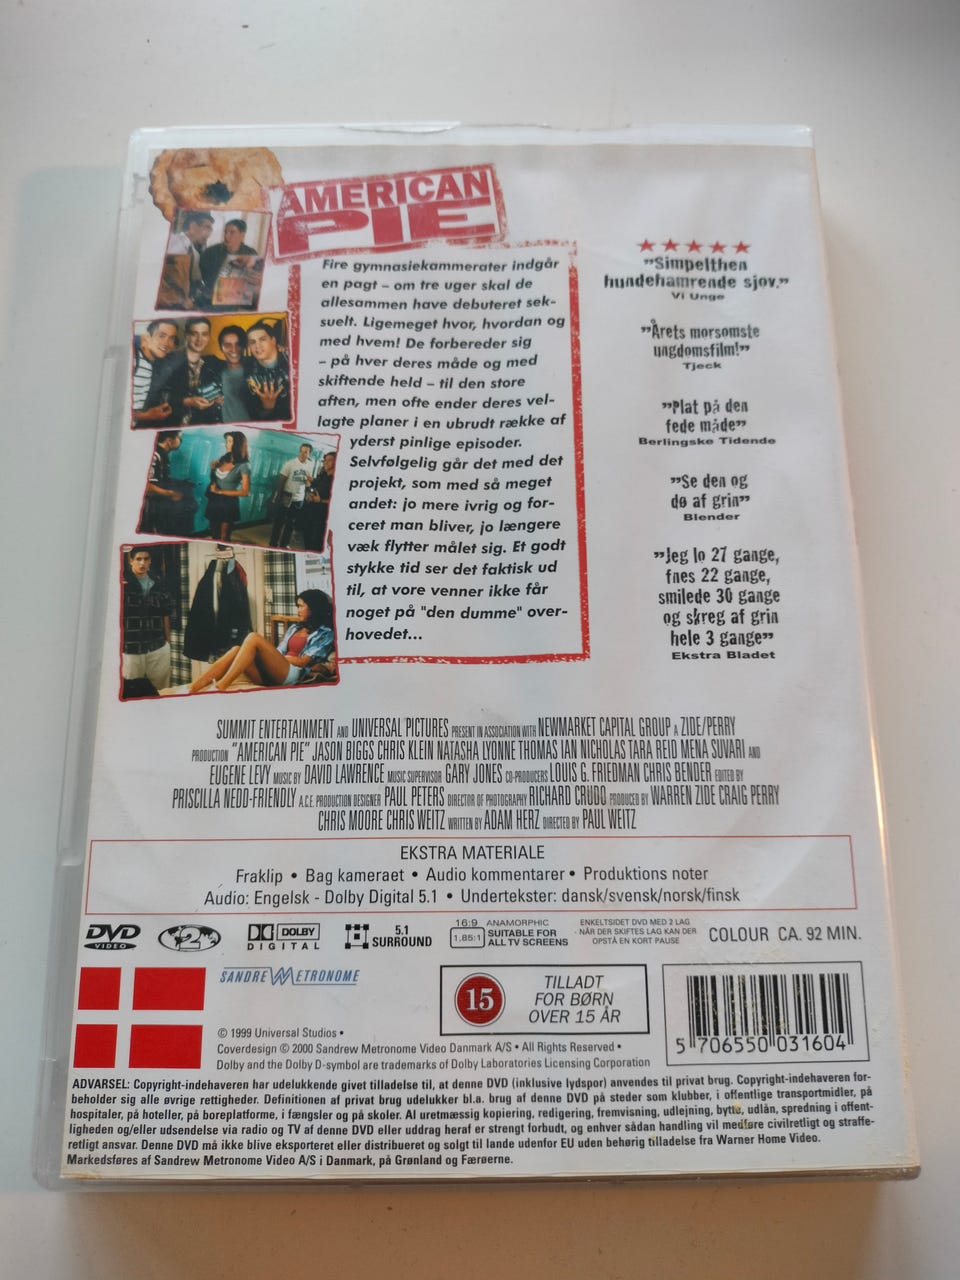 AMERICAN
PIE
Fire gymnasiekammerater indgår
en pagt – om tre uger skal de
allesammen have debuteret sek-
suelt. Ligemeget hvor, hvordan og
med hvem! De forbereder sig
– på hver deres måde og med
skiftende held – til den store
aften, men ofte ender deres vel-
lagte planer i en ubrudt række af
yderst pinlige episoder.
Selvfølgelig går det med det
projekt, som med så meget
andet: jo mere ivrig og for-
ceret man bliver, jo længere
væk flytter målet sig. Et godt
stykke tid ser det faktisk ud
til, at vore venner ikke får
noget på "den dumme" over-
hovedet...
”Simpelthen
hundehamrende sjov.”
Vi Unge
”Årets morsomste
ungdomsfilm!”
Tjeck
”Plat på den
fede måde”
Berlingske Tidende
”Se den og
dø af grin”
Blender
”Jeg lo 27 gange,
fnes 22 gange,
smilede 30 gange
og skreg af grin
hele 3 gange”
Ekstra Bladet
SUMMIT ENTERTAINMENT AND UNIVERSAL PICTURES PRESENT IN ASSOCIATION WITH NEWMARKET CAPITAL GROUP A ZIDE/PERRY
PRODUCTION "AMERICAN PIE" JASON BIGGS CHRIS KLEIN NATASHA LYONNE THOMAS IAN NICHOLAS TARA REID MENA SUVARI AND
EUGENE LEVY MUSIC BY DAVID LAWRENCE MUSIC SUPERVISOR GARY JONES CO-PRODUCERS LOUIS G. FRIEDMAN CHRIS BENDER EDITED BY
PRISCILLA NEDD-FRIENDLY A.C.E. PRODUCTION DESIGNER PAUL PETERS DIRECTOR OF PHOTOGRAPHY RICHARD CRUDO PRODUCED BY WARREN ZIDE CRAIG PERRY
CHRIS MOORE CHRIS WEITZ WRITTEN BY ADAM HERZ DIRECTED BY PAUL WEITZ
EKSTRA MATERIALE
Fraklip • Bag kameraet • Audio kommentarer • Produktions noter
Audio: Engelsk - Dolby Digital 5.1 • Undertekster: dansk/svensk/norsk/finsk
DVD
VIDEO
2
DOLBY
DIGITAL
5.1
SURROUND
16:9
1,85:1
ANAMORPHIC
SUITABLE FOR
ALL TV SCREENS
ENKELTSIDET DVD MED 2 LAG
- NÅR DER SKIFTES LAG KAN DER
OPSTÅ EN KORT PAUSE
COLOUR CA. 92 MIN.
SANDREW METRONOME
15
TILLADT
FOR BØRN
OVER 15 ÅR
5 706550 031604
© 1999 Universal Studios •
Coverdesign © 2000 Sandrew Metronome Video Danmark A/S • All Rights Reserved •
Dolby and the Dolby D-symbol are trademarks of Dolby Laboratories Licensing Corporation
ADVARSEL: Copyright-indehaveren har udelukkende givet tilladelse til, at denne DVD (inklusive lydspor) anvendes til privat brug. Copyright-indehaveren for-
beholder sig alle øvrige rettigheder. Definitionen af privat brug udelukker bl.a. brug af denne DVD på steder som klubber, i offentlige transportmidler, på
hospitaler, på hoteller, på boreplatforme, i fængsler og på skoler. Al uretmæssig kopiering, redigering, fremvisning, udlejning, bytte, udlån, spredning i offent-
ligheden og/eller udsendelse via radio og TV af denne DVD eller uddrag heraf er strengt forbudt, og enhver sådan handling vil medføre civilretligt og straffe-
retligt ansvar. Denne DVD må ikke blive eksporteret eller distribueret og solgt til lande udenfor EU uden behørig tilladelse fra Warner Home Video.
Markedsføres af Sandrew Metronome Video A/S i Danmark, på Grønland og Færøerne.